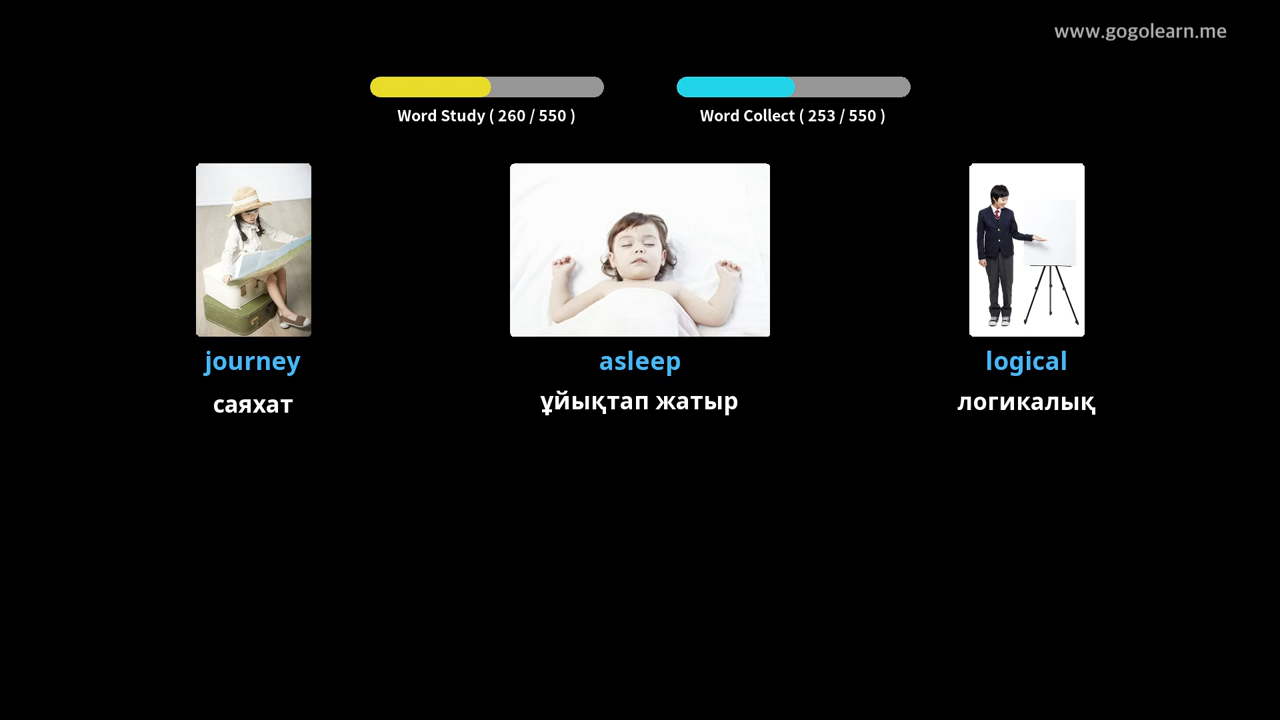 www.gogolearn.me
Word Study ( 260 / 550 )
Word Collect ( 253 / 550 )
journey
саяхат
asleep
ұйықтап жатыр
logical
логикалық